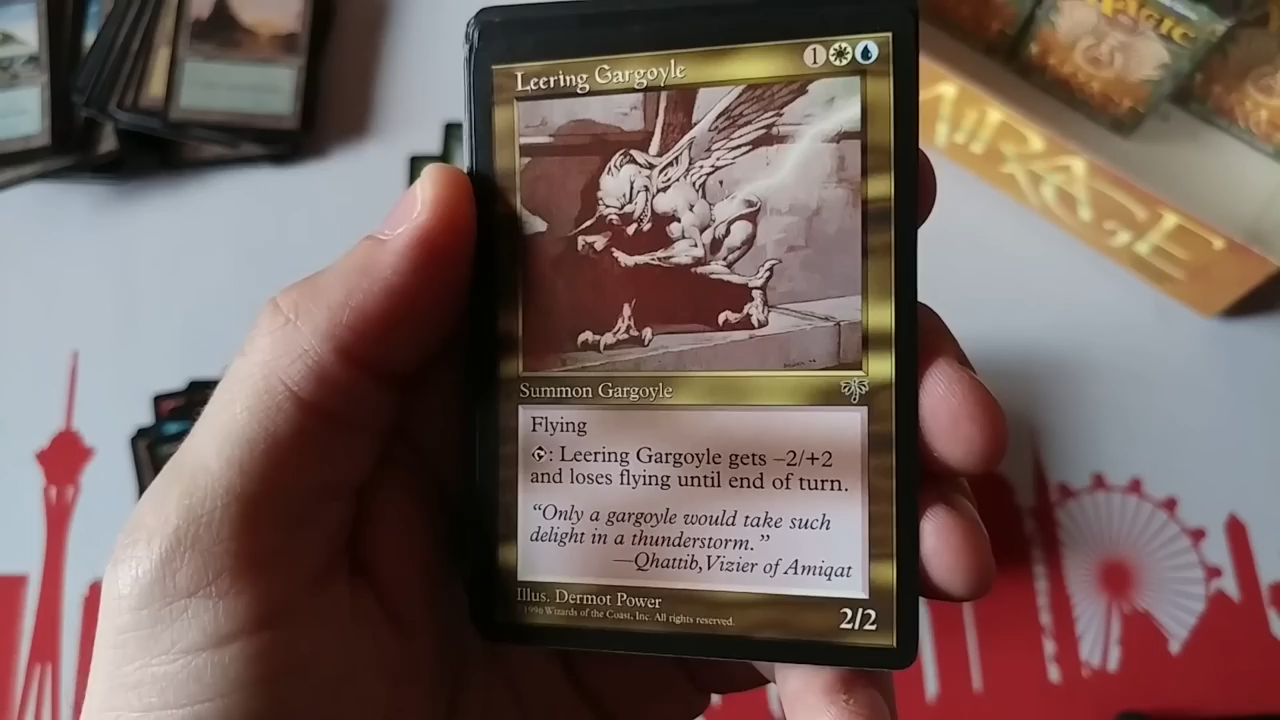 Leering Gargoyle
1
Summon Gargoyle
Flying
: Leering Gargoyle gets –2/+2
and loses flying until end of turn.
“Only a gargoyle would take such
delight in a thunderstorm.”
—Qhattib, Vizier of Amiqat
Illus. Dermot Power
©1996 Wizards of the Coast, Inc. All rights reserved.
2/2
MAGIC
MIRAGE